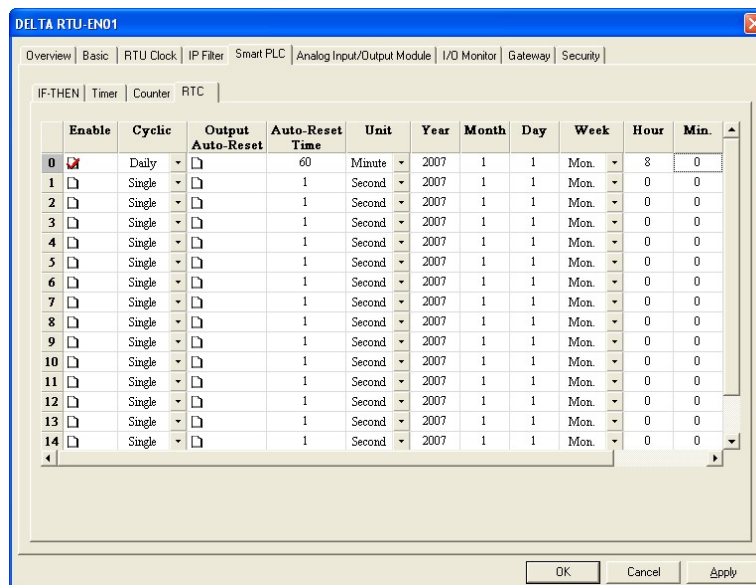 DELTA RTU-EN01
Overview Basic RTU Clock IP Filter Smart PLC Analog Input/Output Module I/O Monitor Gateway Security
IF-THEN Timer Counter RTC
Enable Cyclic Output Auto-Reset Auto-Reset Time Unit Year Month Day Week Hour Min.
0 Daily 60 Minute 2007 1 1 Mon. 8 0
1 Single 1 Second 2007 1 1 Mon. 0 0
2 Single 1 Second 2007 1 1 Mon. 0 0
3 Single 1 Second 2007 1 1 Mon. 0 0
4 Single 1 Second 2007 1 1 Mon. 0 0
5 Single 1 Second 2007 1 1 Mon. 0 0
6 Single 1 Second 2007 1 1 Mon. 0 0
7 Single 1 Second 2007 1 1 Mon. 0 0
8 Single 1 Second 2007 1 1 Mon. 0 0
9 Single 1 Second 2007 1 1 Mon. 0 0
10 Single 1 Second 2007 1 1 Mon. 0 0
11 Single 1 Second 2007 1 1 Mon. 0 0
12 Single 1 Second 2007 1 1 Mon. 0 0
13 Single 1 Second 2007 1 1 Mon. 0 0
14 Single 1 Second 2007 1 1 Mon. 0 0
OK Cancel Apply